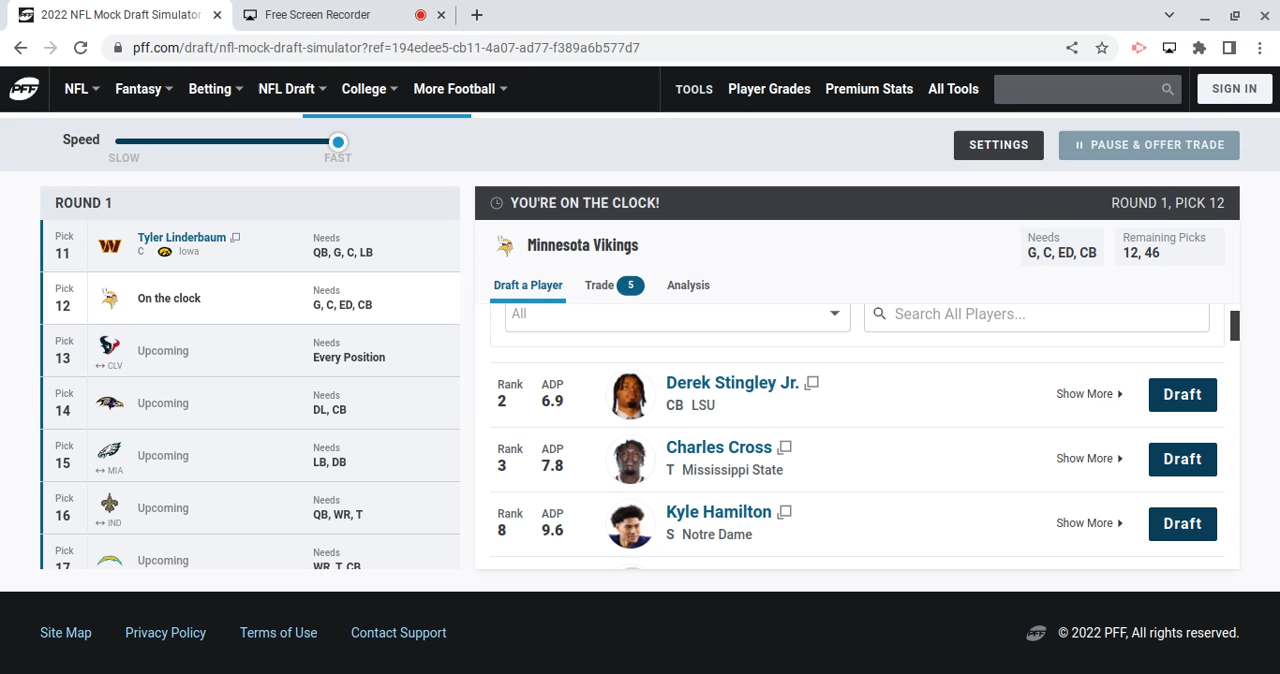 2022 NFL Mock Draft Simulator
Free Screen Recorder
pff.com/draft/nfl-mock-draft-simulator?ref=194edee5-cb11-4a07-ad77-f389a6b577d7
PFF
NFL
Fantasy
Betting
NFL Draft
College
More Football
TOOLS
Player Grades
Premium Stats
All Tools
SIGN IN
Speed
SLOW
FAST
SETTINGS
PAUSE & OFFER TRADE
ROUND 1
Pick
11
Tyler Linderbaum
C Iowa
Needs
QB, G, C, LB
Pick
12
On the clock
Needs
G, C, ED, CB
Pick
13
↔ CLV
Upcoming
Needs
Every Position
Pick
14
Upcoming
Needs
DL, CB
Pick
15
↔ MIA
Upcoming
Needs
LB, DB
Pick
16
↔ IND
Upcoming
Needs
QB, WR, T
Pick
17
Upcoming
Needs
WR, T, CB
YOU'RE ON THE CLOCK!
ROUND 1, PICK 12
Minnesota Vikings
Needs
G, C, ED, CB
Remaining Picks
12, 46
Draft a Player
Trade 5
Analysis
All
Search All Players...
Rank
2
ADP
6.9
Derek Stingley Jr.
CB LSU
Show More
Draft
Rank
3
ADP
7.8
Charles Cross
T Mississippi State
Show More
Draft
Rank
8
ADP
9.6
Kyle Hamilton
S Notre Dame
Show More
Draft
Site Map
Privacy Policy
Terms of Use
Contact Support
PFF
© 2022 PFF, All rights reserved.